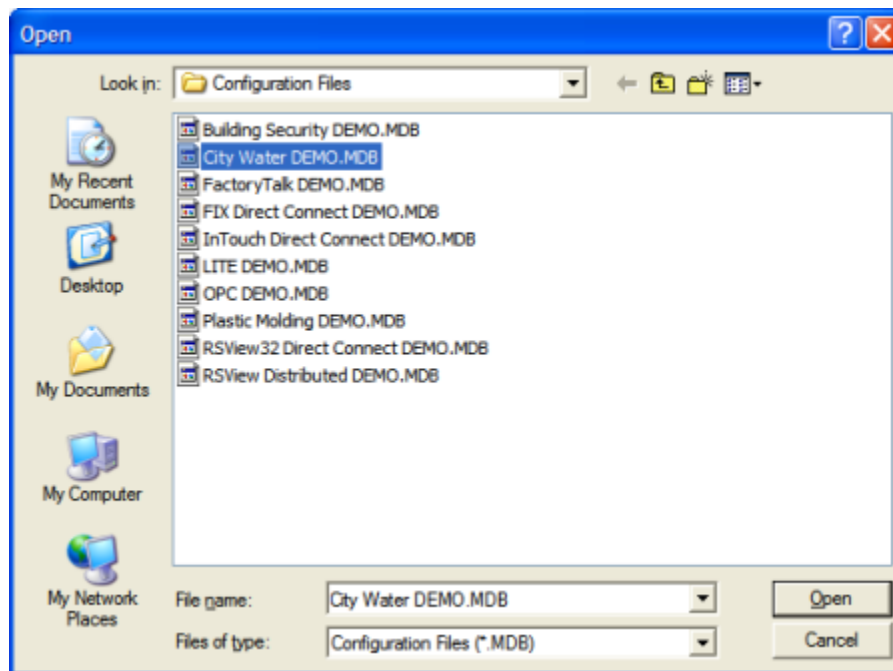 Open
Look in:
Configuration Files
My Recent
Documents
Desktop
My Documents
My Computer
My Network
Places
Building Security DEMO.MDB
City Water DEMO.MDB
FactoryTalk DEMO.MDB
FIX Direct Connect DEMO.MDB
InTouch Direct Connect DEMO.MDB
LITE DEMO.MDB
OPC DEMO.MDB
Plastic Molding DEMO.MDB
RSView32 Direct Connect DEMO.MDB
RSView Distributed DEMO.MDB
File name:
City Water DEMO.MDB
Open
Files of type:
Configuration Files (*.MDB)
Cancel